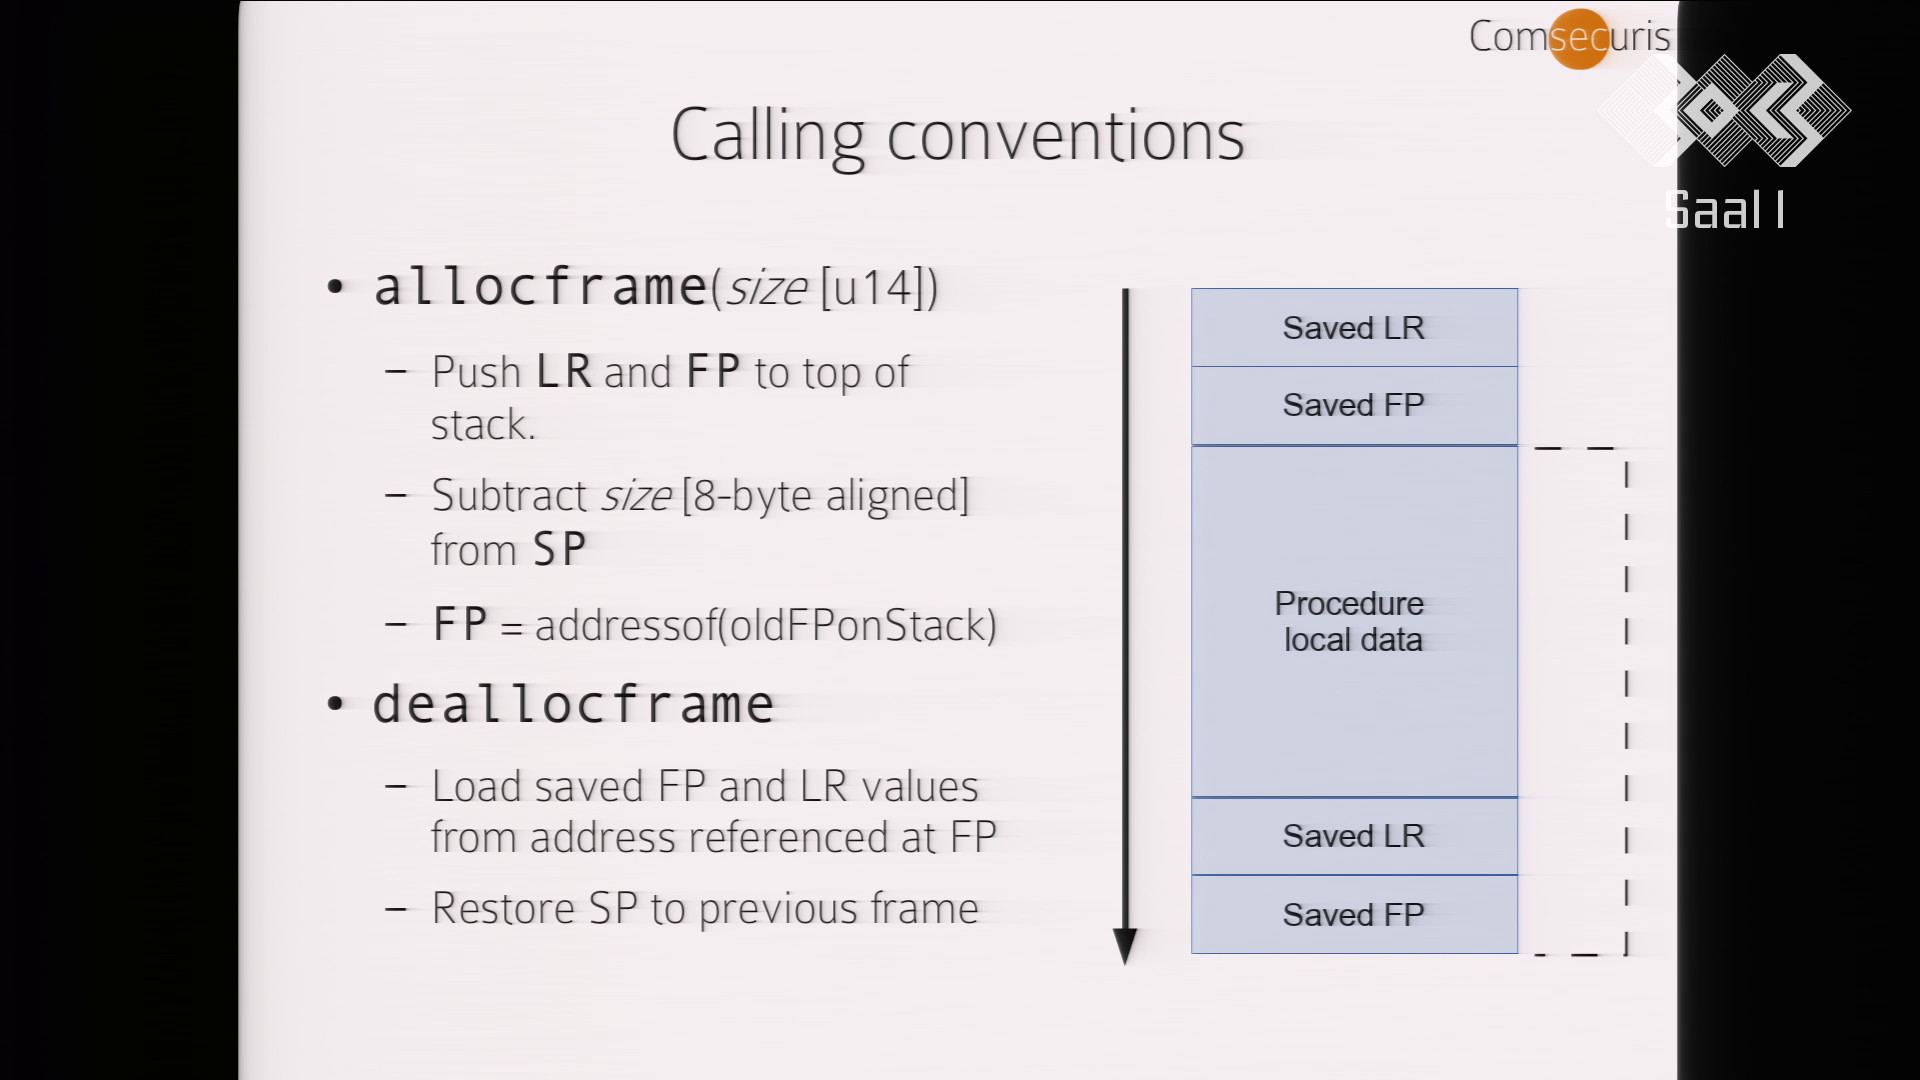 Comsecuris
Saal 1
Calling conventions
• allocframe(size [u14])
– Push LR and FP to top of
stack.
– Subtract size [8-byte aligned]
from SP
– FP = addressof(oldFPonStack)
• deallocframe
– Load saved FP and LR values
from address referenced at FP
– Restore SP to previous frame
Saved LR
Saved FP
Procedure
local data
Saved LR
Saved FP